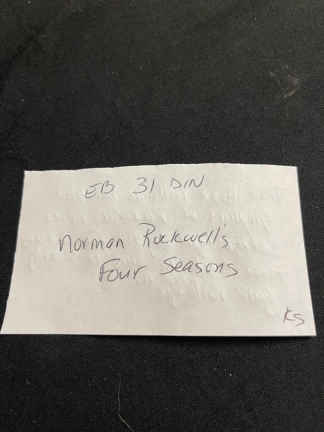 EB 31 DIN
Norman Rockwells
Four Seasons
KS